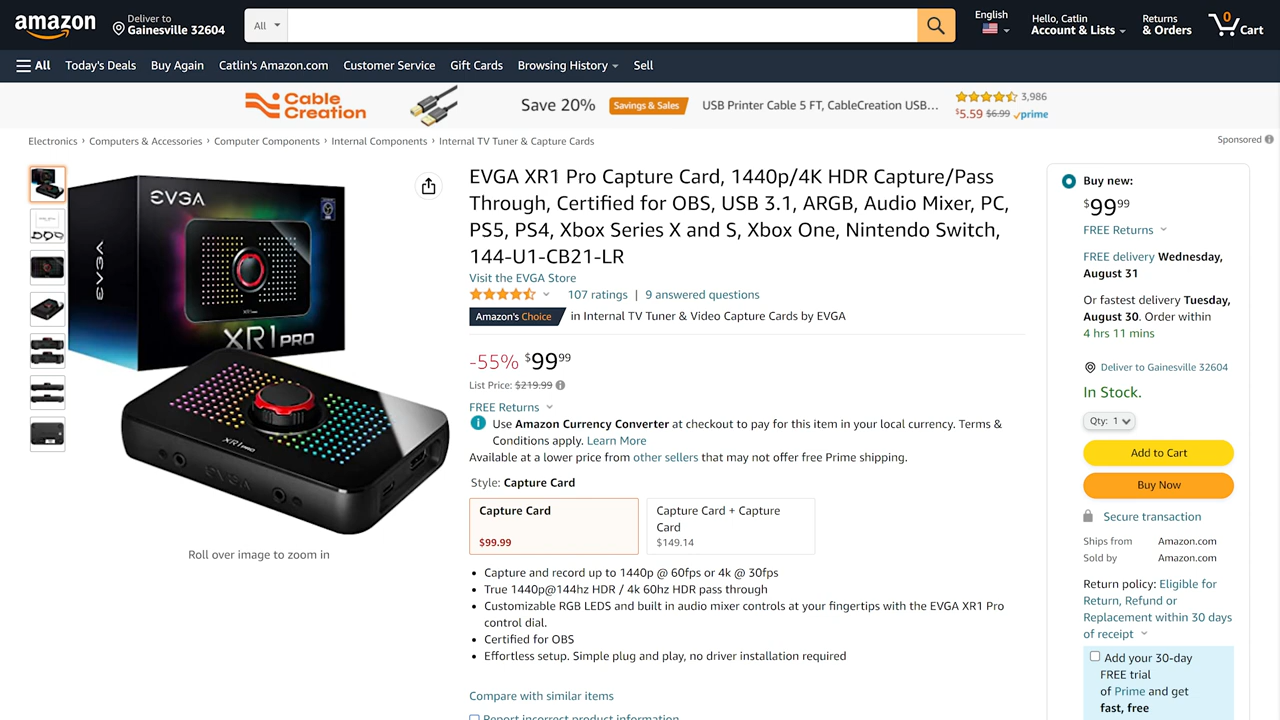 amazon
Deliver to
Gainesville 32604
All
English
Hello, Catlin
Account & Lists
Returns
& Orders
0
Cart
All
Today's Deals
Buy Again
Catlin's Amazon.com
Customer Service
Gift Cards
Browsing History
Sell
Cable
Creation
Save 20%
Savings & Sales
USB Printer Cable 5 FT, CableCreation USB...
3,986
$5.59 $6.99 prime
Sponsored
Electronics › Computers & Accessories › Computer Components › Internal Components › Internal TV Tuner & Capture Cards
EVGA
EVGA
XR1 PRO
XR1 PRO
EVGA
Roll over image to zoom in
EVGA XR1 Pro Capture Card, 1440p/4K HDR Capture/Pass
Through, Certified for OBS, USB 3.1, ARGB, Audio Mixer, PC,
PS5, PS4, Xbox Series X and S, Xbox One, Nintendo Switch,
144-U1-CB21-LR
Visit the EVGA Store
107 ratings | 9 answered questions
Amazon's Choice in Internal TV Tuner & Video Capture Cards by EVGA
-55% $9999
List Price: $219.99
FREE Returns
Use Amazon Currency Converter at checkout to pay for this item in your local currency. Terms &
Conditions apply. Learn More
Available at a lower price from other sellers that may not offer free Prime shipping.
Style: Capture Card
Capture Card
$99.99
Capture Card + Capture
Card
$149.14
• Capture and record up to 1440p @ 60fps or 4k @ 30fps
• True 1440p@144hz HDR / 4k 60hz HDR pass through
• Customizable RGB LEDS and built in audio mixer controls at your fingertips with the EVGA XR1 Pro
control dial.
• Certified for OBS
• Effortless setup. Simple plug and play, no driver installation required
Compare with similar items
Report incorrect product information
Buy new:
$9999
FREE Returns
FREE delivery Wednesday,
August 31
Or fastest delivery Tuesday,
August 30. Order within
4 hrs 11 mins
Deliver to Gainesville 32604
In Stock.
Qty: 1
Add to Cart
Buy Now
Secure transaction
Ships from Amazon.com
Sold by Amazon.com
Return policy: Eligible for
Return, Refund or
Replacement within 30 days
of receipt
Add your 30-day
FREE trial
of Prime and get
fast, free